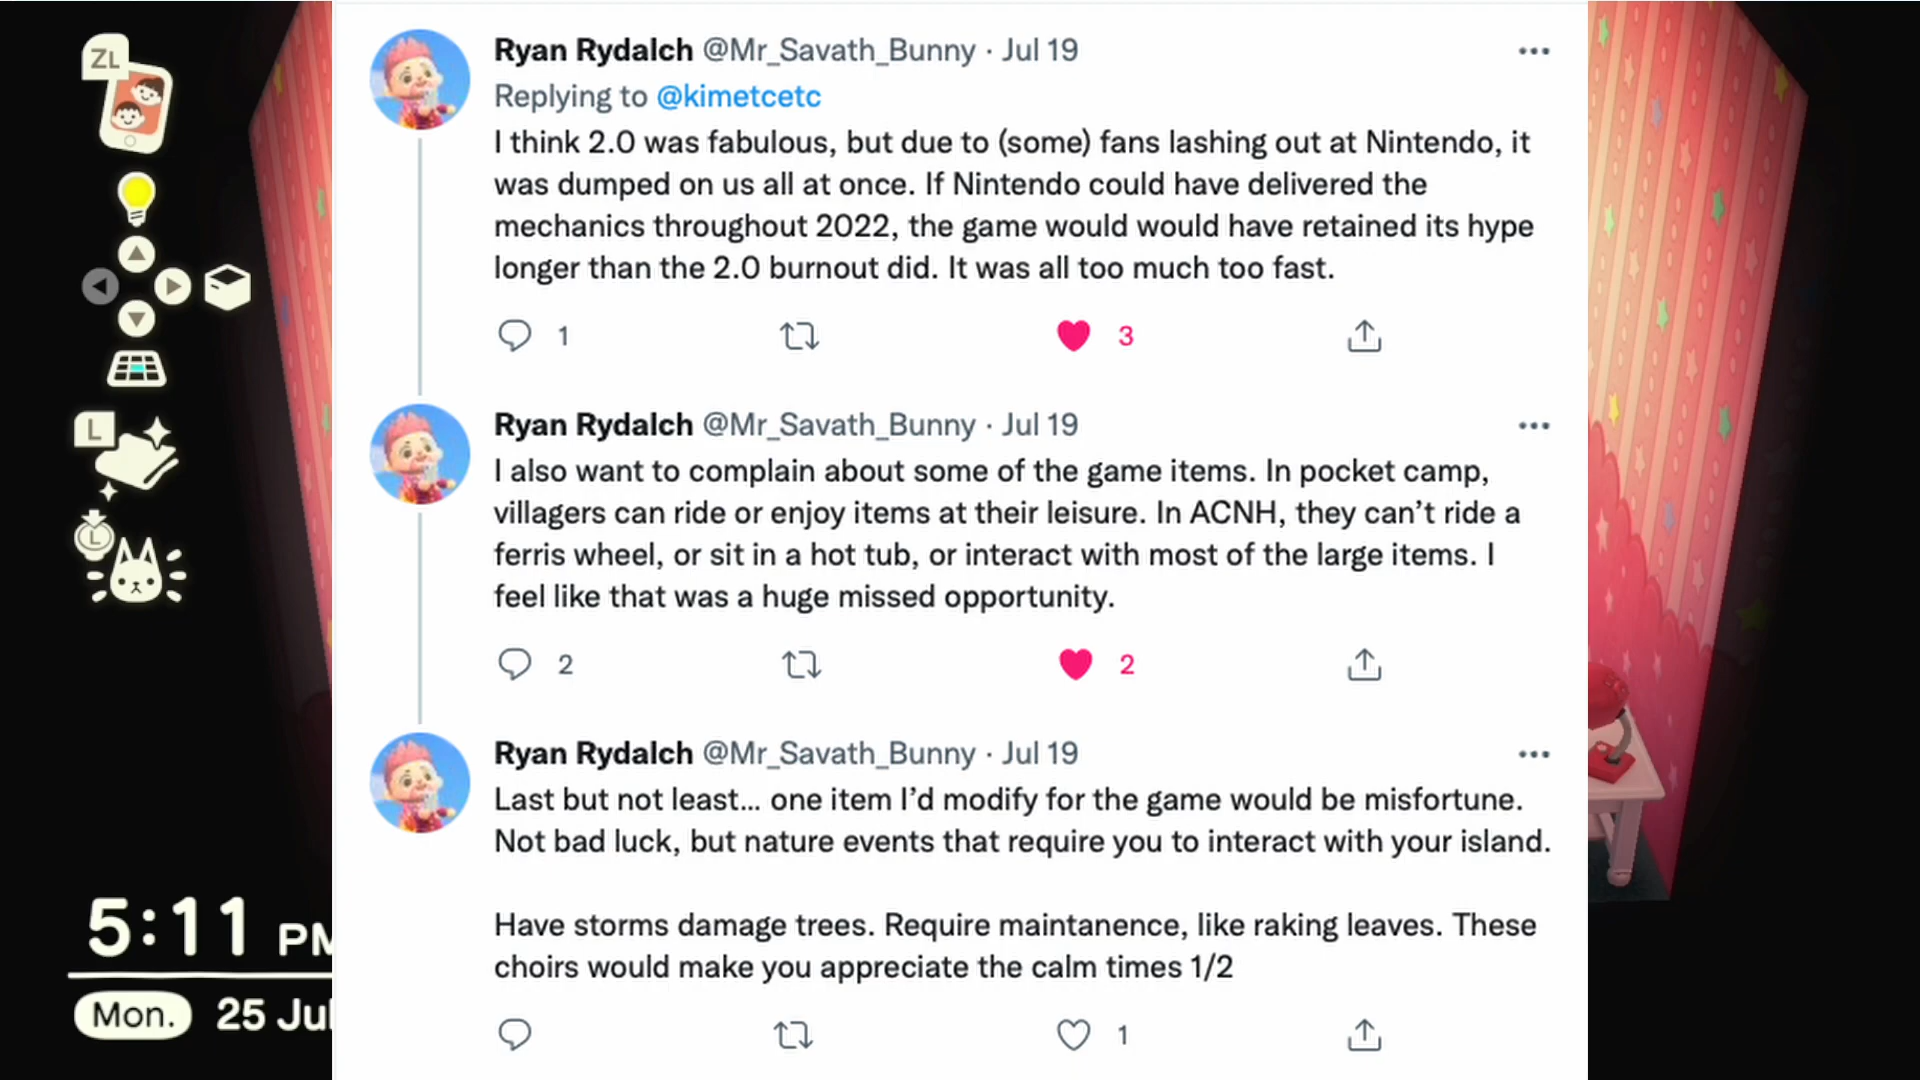 ZL
L
L
5:11 PM
Mon. 25 Jul
Ryan Rydalch @Mr_Savath_Bunny · Jul 19
Replying to @kimetcetc
I think 2.0 was fabulous, but due to (some) fans lashing out at Nintendo, it
was dumped on us all at once. If Nintendo could have delivered the
mechanics throughout 2022, the game would would have retained its hype
longer than the 2.0 burnout did. It was all too much too fast.
1
3
Ryan Rydalch @Mr_Savath_Bunny · Jul 19
I also want to complain about some of the game items. In pocket camp,
villagers can ride or enjoy items at their leisure. In ACNH, they can’t ride a
ferris wheel, or sit in a hot tub, or interact with most of the large items. I
feel like that was a huge missed opportunity.
2
2
Ryan Rydalch @Mr_Savath_Bunny · Jul 19
Last but not least... one item I’d modify for the game would be misfortune.
Not bad luck, but nature events that require you to interact with your island.
Have storms damage trees. Require maintanence, like raking leaves. These
choirs would make you appreciate the calm times 1/2
1